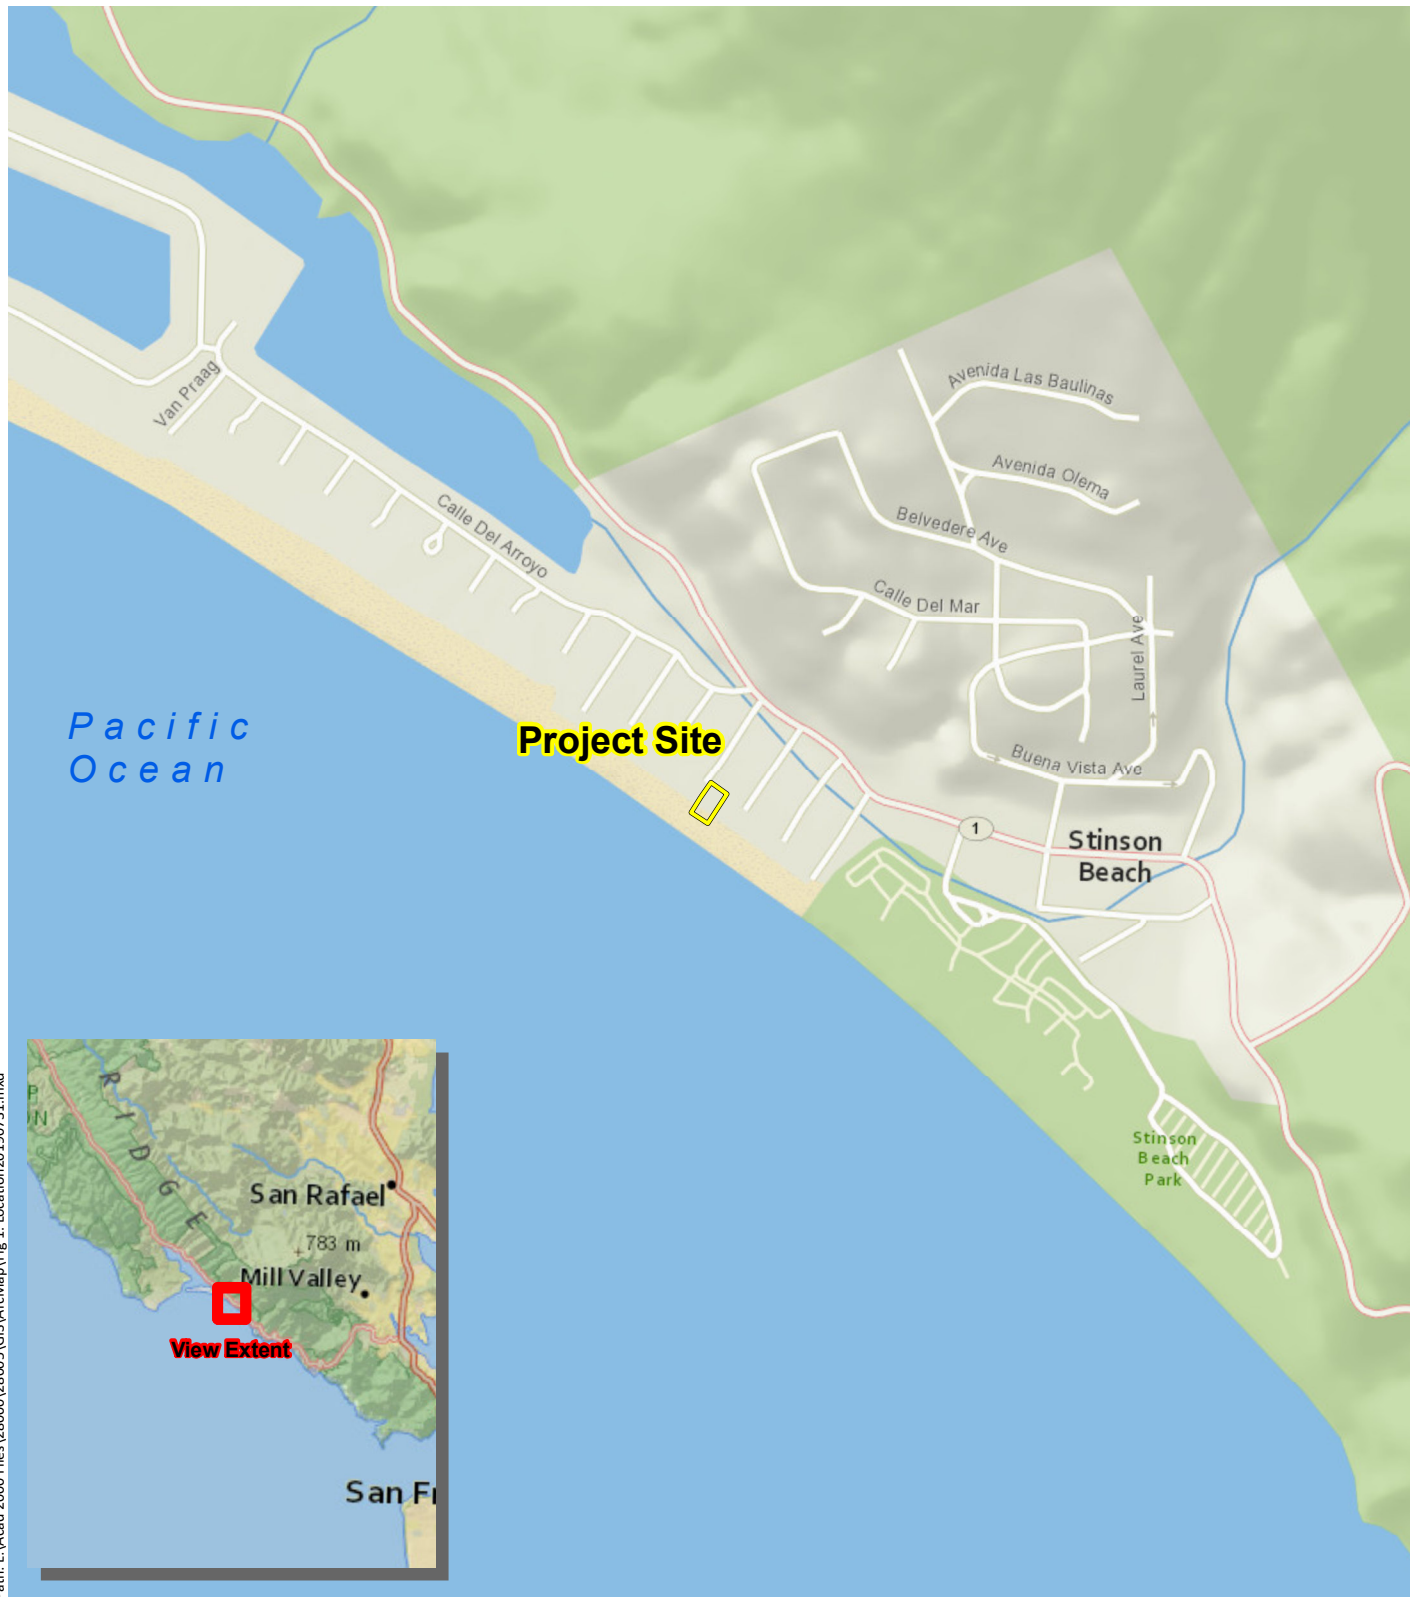 Avenida Las Baulinas
Van Praag
Avenida Olema
Calle Del Arroyo
Belvedere Ave
Calle Del Mar
Laurel Ave
Pacific
Ocean
Project Site
Buena Vista Ave
1
Stinson
Beach
Stinson
Beach
Park
RIDGE
San Rafael
783 m
Mill Valley
View Extent